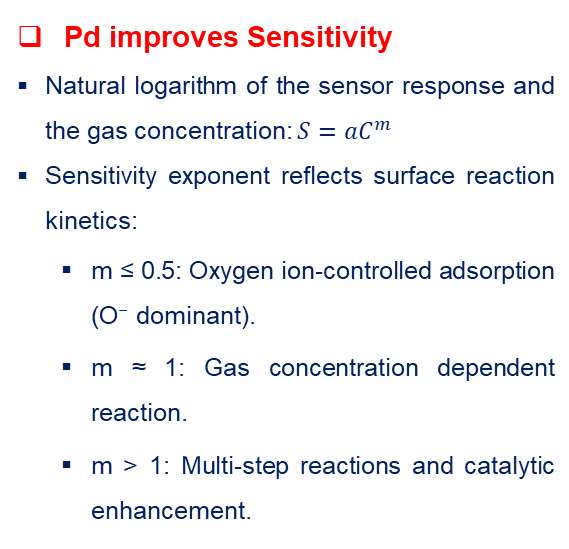 ❑ Pd improves Sensitivity
▪ Natural logarithm of the sensor response and
the gas concentration: S = aCᵐ
▪ Sensitivity exponent reflects surface reaction
kinetics:
▪ m ≤ 0.5: Oxygen ion-controlled adsorption
(O⁻ dominant).
▪ m ≈ 1: Gas concentration dependent
reaction.
▪ m > 1: Multi-step reactions and catalytic
enhancement.